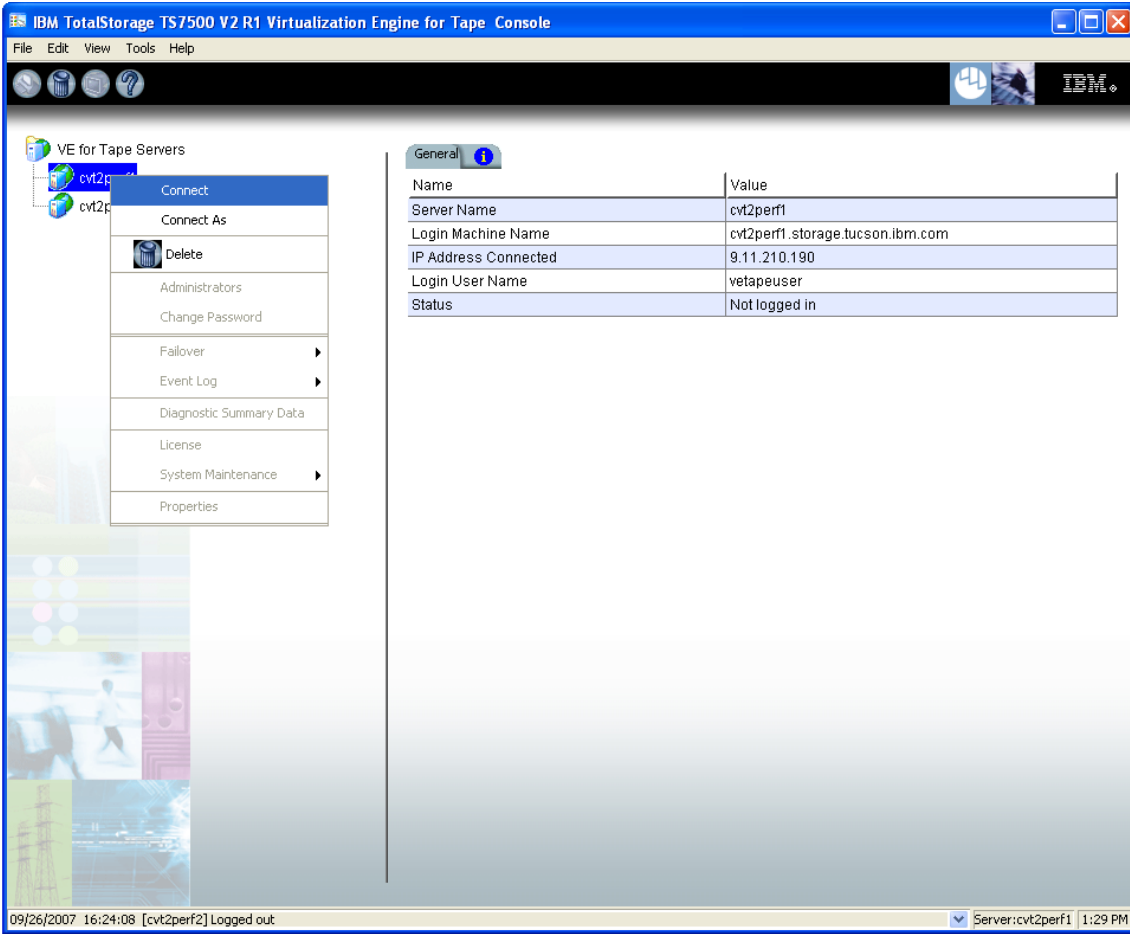 IBM TotalStorage TS7500 V2 R1 Virtualization Engine for Tape Console
File Edit View Tools Help
IBM
VE for Tape Servers
cvt2perf1
cvt2p
Connect
Connect As
Delete
Administrators
Change Password
Failover
Event Log
Diagnostic Summary Data
License
System Maintenance
Properties
General
Name Value
Server Name cvt2perf1
Login Machine Name cvt2perf1.storage.tucson.ibm.com
IP Address Connected 9.11.210.190
Login User Name vetapeuser
Status Not logged in
09/26/2007 16:24:08 [cvt2perf2] Logged out
Server:cvt2perf1 1:29 PM